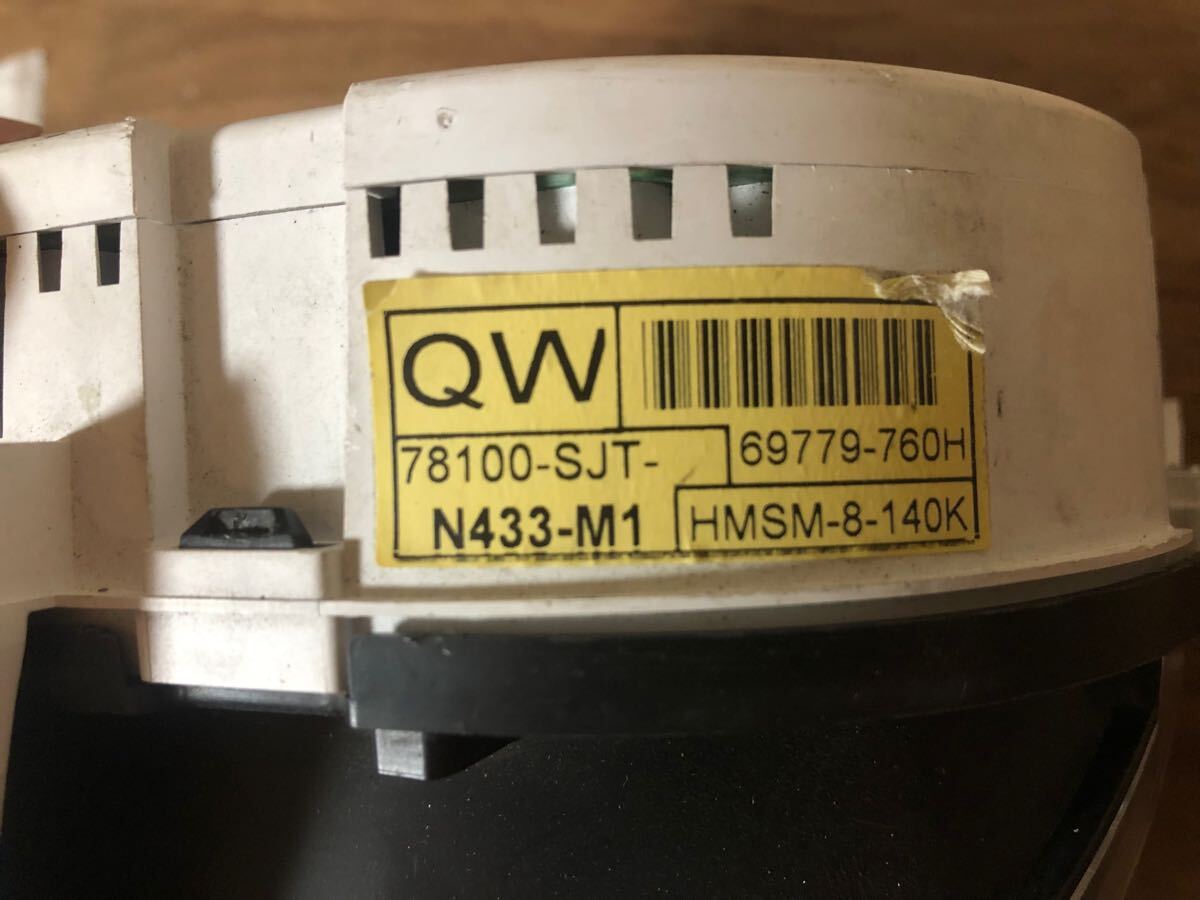 QW
78100-SJT-
69779-760H
N433-M1
HMSM-8-140K